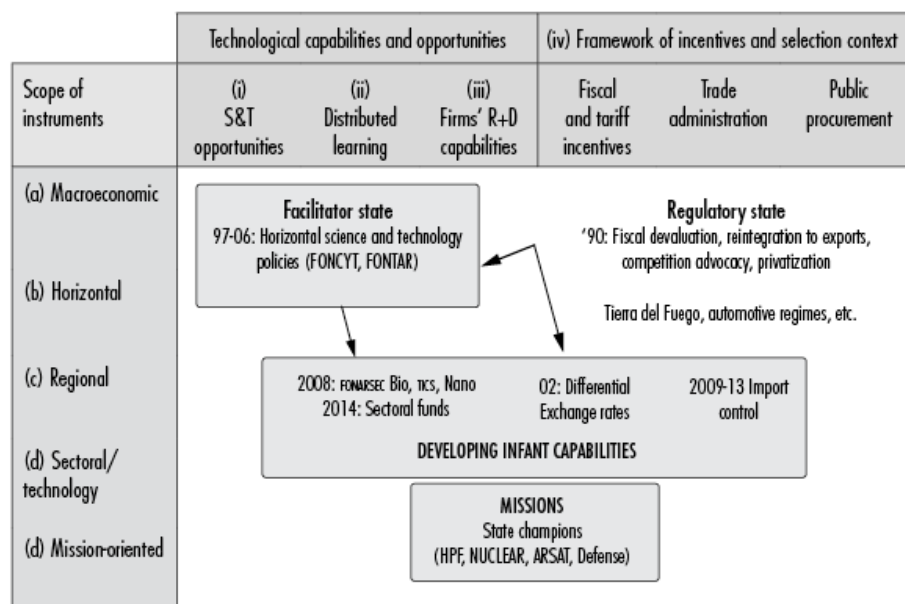 Technological capabilities and opportunities
(iv) Framework of incentives and selection context
Scope of
instruments
(i)
S&T
opportunities
(ii)
Distributed
learning
(iii)
Firms' R+D
capabilities
Fiscal
and tariff
incentives
Trade
administration
Public
procurement
(a) Macroeconomic
Facilitator state
97-06: Horizontal science and technology
policies (FONCYT, FONTAR)
Regulatory state
'90: Fiscal devaluation, reintegration to exports,
competition advocacy, privatization
(b) Horizontal
Tierra del Fuego, automotive regimes, etc.
(c) Regional
2008: FONARSEC Bio, TICS, Nano
2014: Sectoral funds
02: Differential
Exchange rates
2009-13 Import
control
DEVELOPING INFANT CAPABILITIES
(d) Sectoral/
technology
MISSIONS
State champions
(HPF, NUCLEAR, ARSAT, Defense)
(d) Mission-oriented